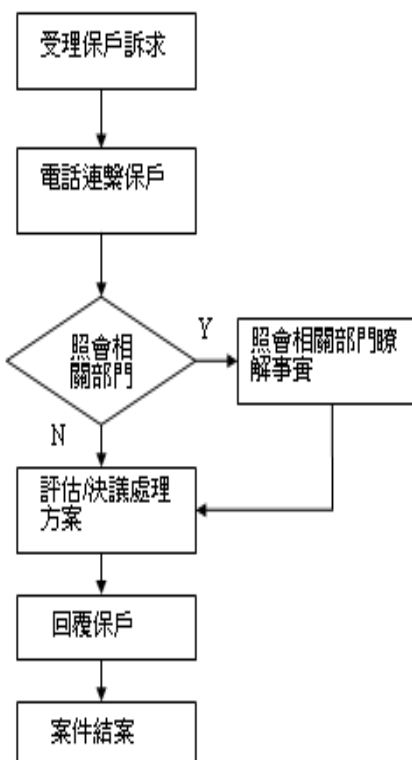 受理保戶訴求
電話連繫保戶
照會相
關部門
Y
照會相關部門瞭
解事實
N
評估/決議處理
方案
回覆保戶
案件結案